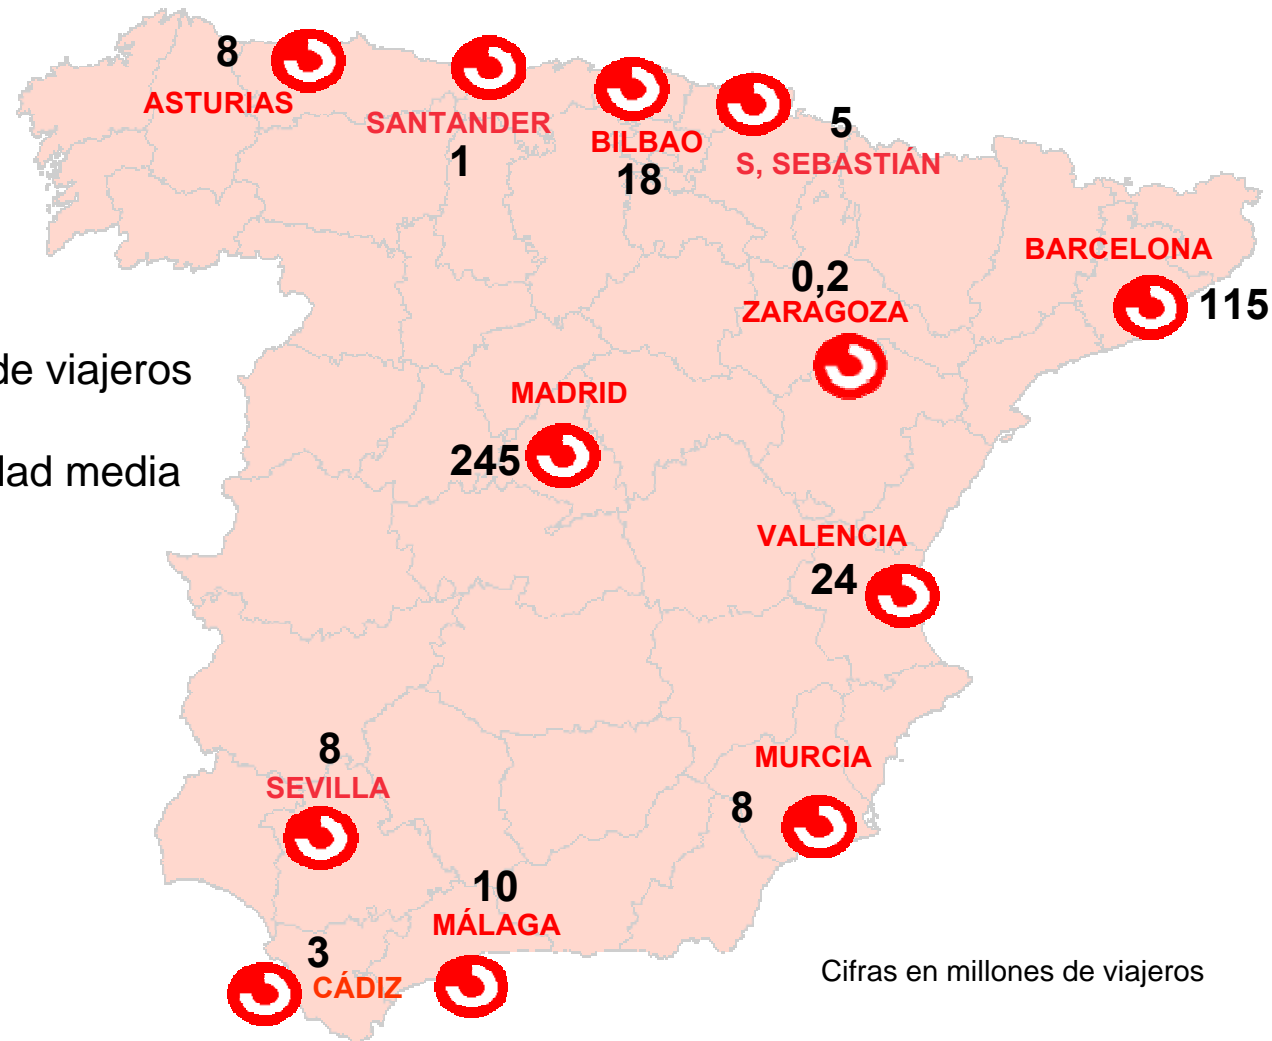 8
ASTURIAS
SANTANDER
1
BILBAO
18
5
S, SEBASTIÁN
BARCELONA
115
0,2
ZARAGOZA
de viajeros
MADRID
245
dad media
VALENCIA
24
8
SEVILLA
MURCIA
8
10
MÁLAGA
3
CÁDIZ
Cifras en millones de viajeros